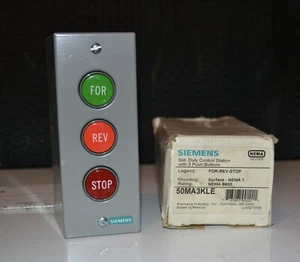 FOR
REV
STOP
SIEMENS
SIEMENS
Std. Duty Control Station
with 3 Push Buttons
NEMA
Legend: FOR-REV-STOP
Mounting: Surface - NEMA 1
Rating: NEMA B600
50MA3KLE